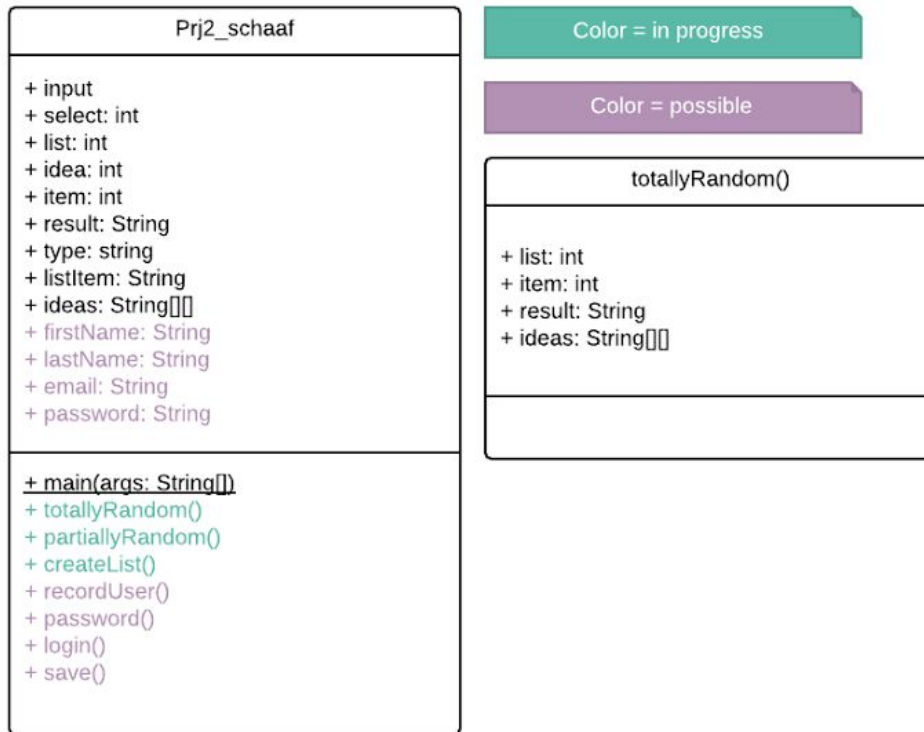 Prj2_schaaf
+ input
+ select: int
+ list: int
+ idea: int
+ item: int
+ result: String
+ type: string
+ listItem: String
+ ideas: String[][]
+ firstName: String
+ lastName: String
+ email: String
+ password: String
+ main(args: String[])
+ totallyRandom()
+ partiallyRandom()
+ createList()
+ recordUser()
+ password()
+ login()
+ save()
Color = in progress
Color = possible
totallyRandom()
+ list: int
+ item: int
+ result: String
+ ideas: String[][]